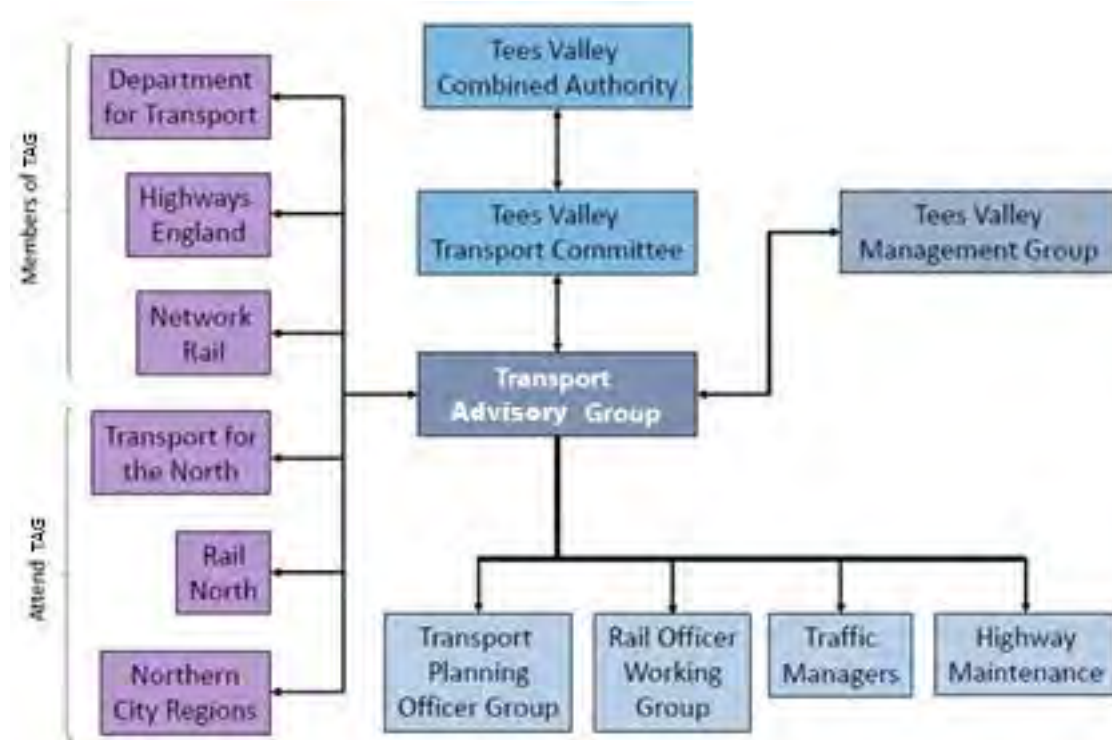 Members of TAG
Attend TAG
Department
for Transport
Highways
England
Network
Rail
Transport for
the North
Rail
North
Northern
City Regions
Tees Valley
Combined Authority
Tees Valley
Transport Committee
Tees Valley
Management Group
Transport
Advisory Group
Transport
Planning
Officer Group
Rail Officer
Working
Group
Traffic
Managers
Highway
Maintenance